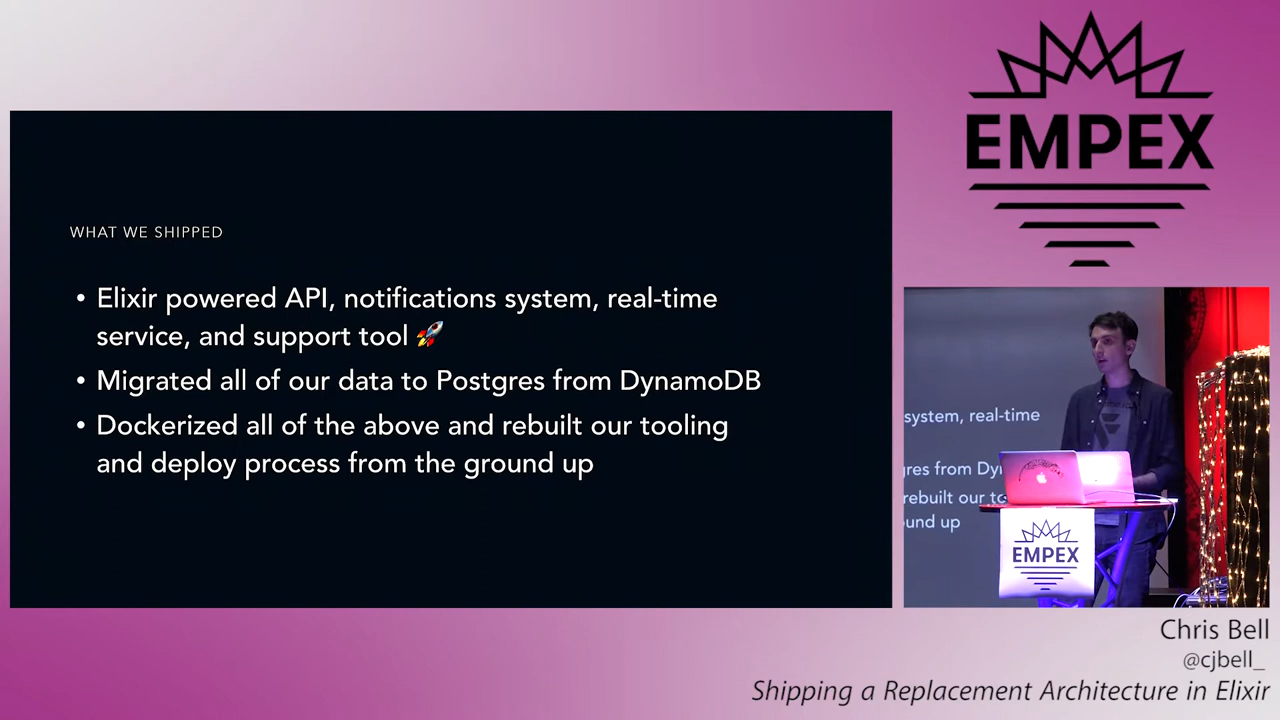 EMPEX
WHAT WE SHIPPED
• Elixir powered API, notifications system, real-time
service, and support tool 🚀
• Migrated all of our data to Postgres from DynamoDB
• Dockerized all of the above and rebuilt our tooling
and deploy process from the ground up
system, real-time
gres from Dy
rebuilt our to
und up
EMPEX
Chris Bell
@cjbell_
Shipping a Replacement Architecture in Elixir